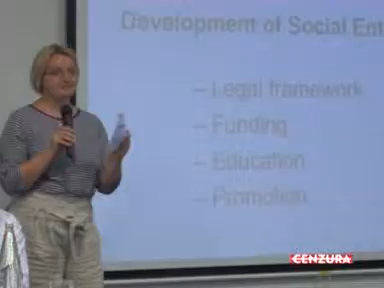 Development of Social Ent
– Legal framework
– Funding
– Education
– Promotion
CENZURA